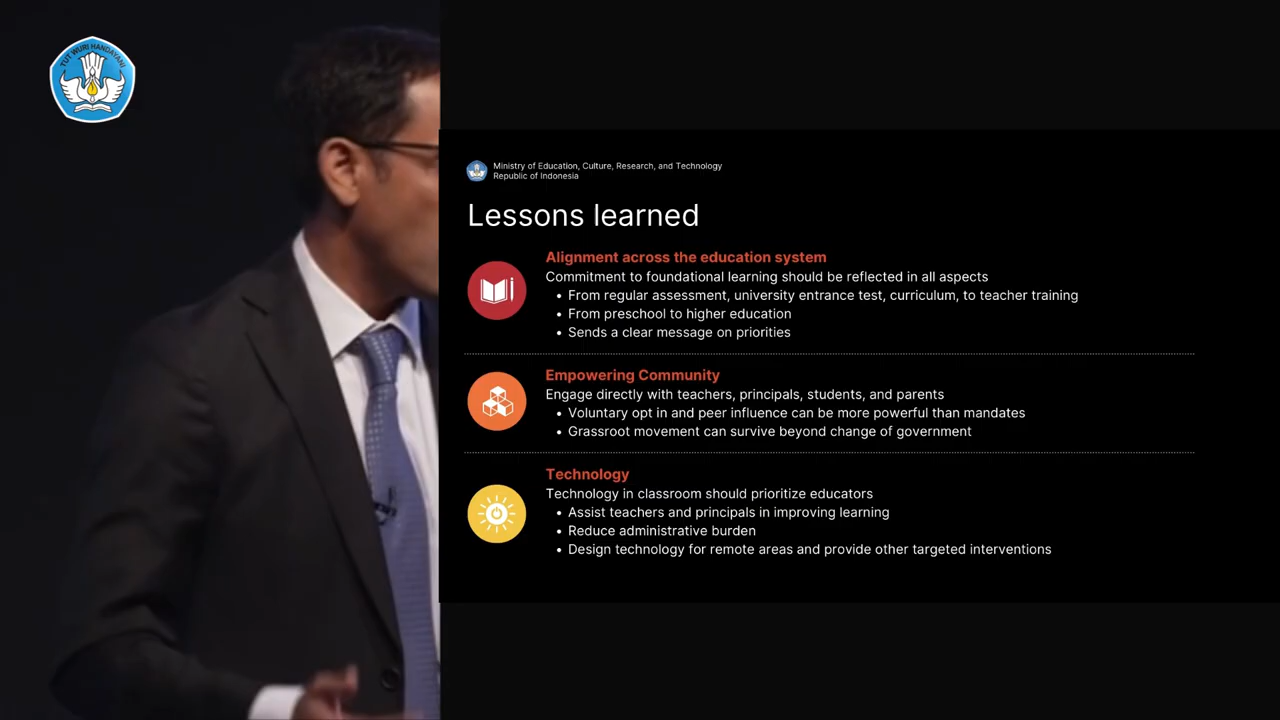 TUT WURI HANDAYANI
Ministry of Education, Culture, Research, and Technology
Republic of Indonesia
Lessons learned
Alignment across the education system
Commitment to foundational learning should be reflected in all aspects
• From regular assessment, university entrance test, curriculum, to teacher training
• From preschool to higher education
• Sends a clear message on priorities
Empowering Community
Engage directly with teachers, principals, students, and parents
• Voluntary opt in and peer influence can be more powerful than mandates
• Grassroot movement can survive beyond change of government
Technology
Technology in classroom should prioritize educators
• Assist teachers and principals in improving learning
• Reduce administrative burden
• Design technology for remote areas and provide other targeted interventions